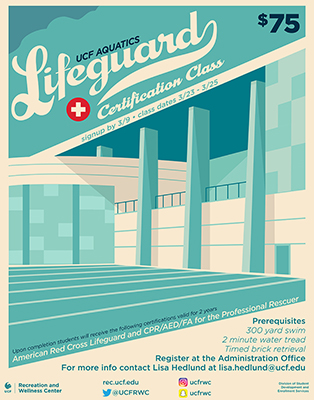 $75
UCF AQUATICS
Lifeguard
Certification Class
signup by 3/9 • class dates 3/23 - 3/25
Upon completion students will receive the following certifications valid for 2 years
American Red Cross Lifeguard and CPR/AED/FA for the Professional Rescuer
Prerequisites
300 yard swim
2 minute water tread
Timed brick retrieval
Register at the Administration Office
For more info contact Lisa Hedlund at lisa.hedlund@ucf.edu
UCF
Recreation and
Wellness Center
rec.ucf.edu
@UCFRWC
ucfrwc
ucfrwc
Division of Student
Development and
Enrollment Services